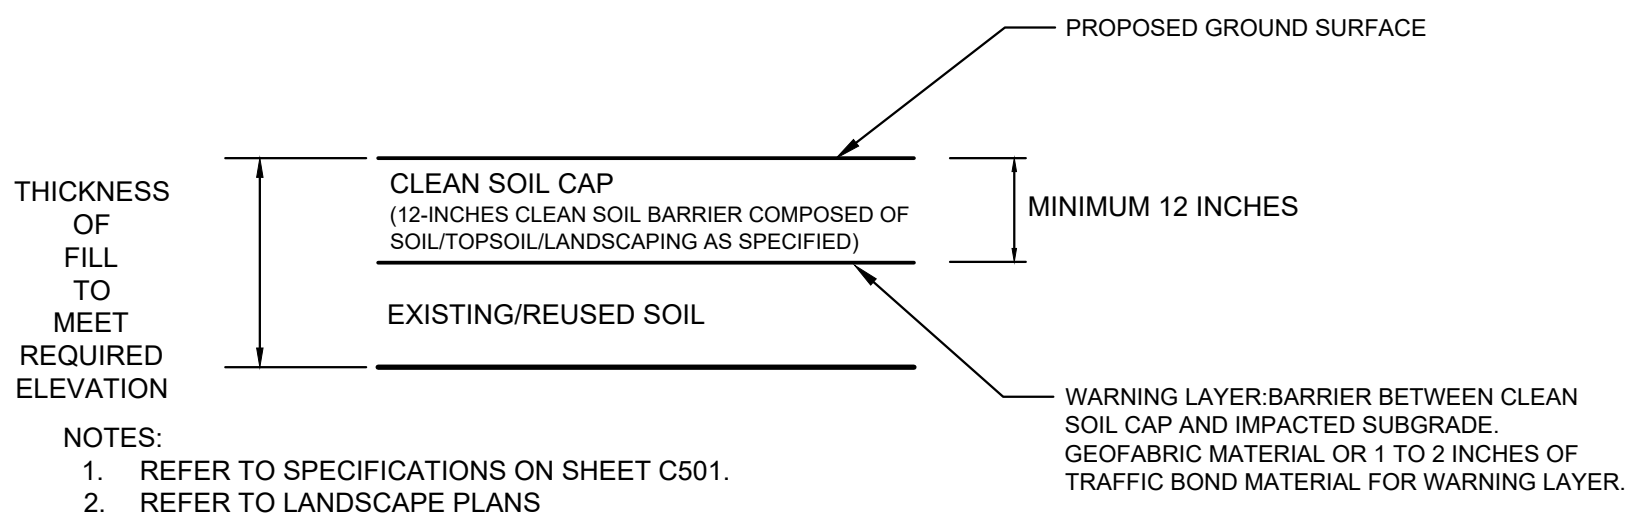 PROPOSED GROUND SURFACE
THICKNESS
OF
FILL
TO
MEET
REQUIRED
ELEVATION
CLEAN SOIL CAP
(12-INCHES CLEAN SOIL BARRIER COMPOSED OF
SOIL/TOPSOIL/LANDSCAPING AS SPECIFIED)
MINIMUM 12 INCHES
EXISTING/REUSED SOIL
WARNING LAYER:BARRIER BETWEEN CLEAN
SOIL CAP AND IMPACTED SUBGRADE.
GEOFABRIC MATERIAL OR 1 TO 2 INCHES OF
TRAFFIC BOND MATERIAL FOR WARNING LAYER.
NOTES:
1. REFER TO SPECIFICATIONS ON SHEET C501.
2. REFER TO LANDSCAPE PLANS